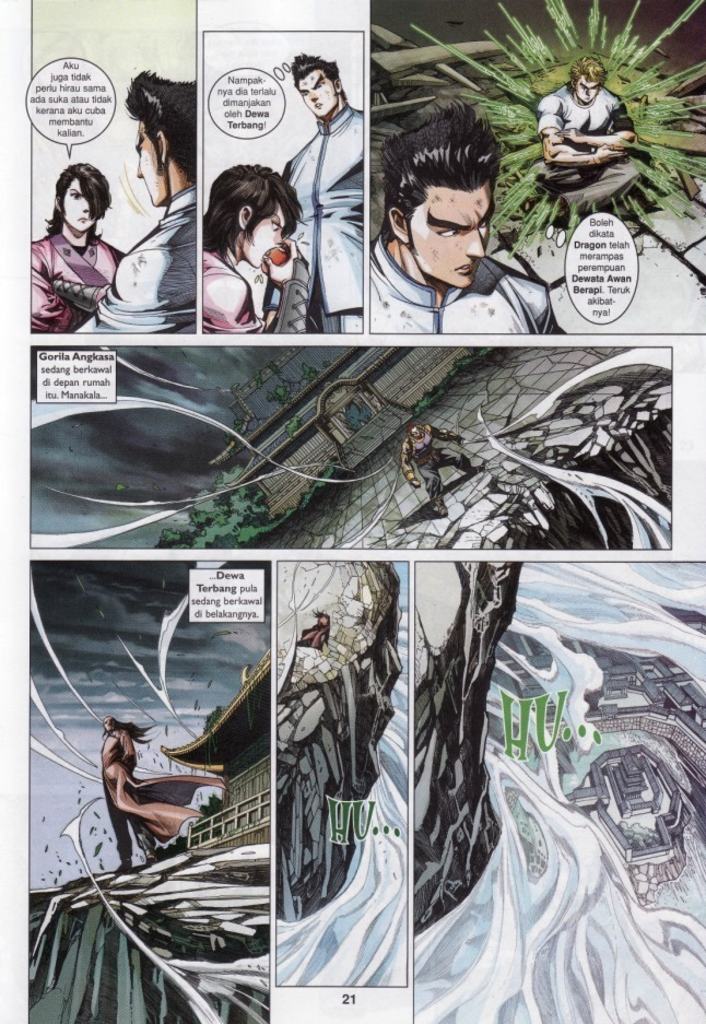 Aku
juga tidak
perlu hirau sama
ada suka atau tidak
kerana aku cuba
membantu
kalian.
Nampak-
nya dia terlalu
dimanjakan
oleh Dewa
Terbang!
Boleh
dikata
Dragon telah
merampas
perempuan
Dewata Awan
Berapi. Teruk
akibat-
nya!
Gorila Angkasa
sedang berkawal
di depan rumah
itu. Manakala...
...Dewa
Terbang pula
sedang berkawal
di belakangnya.
HU...
HU...
21